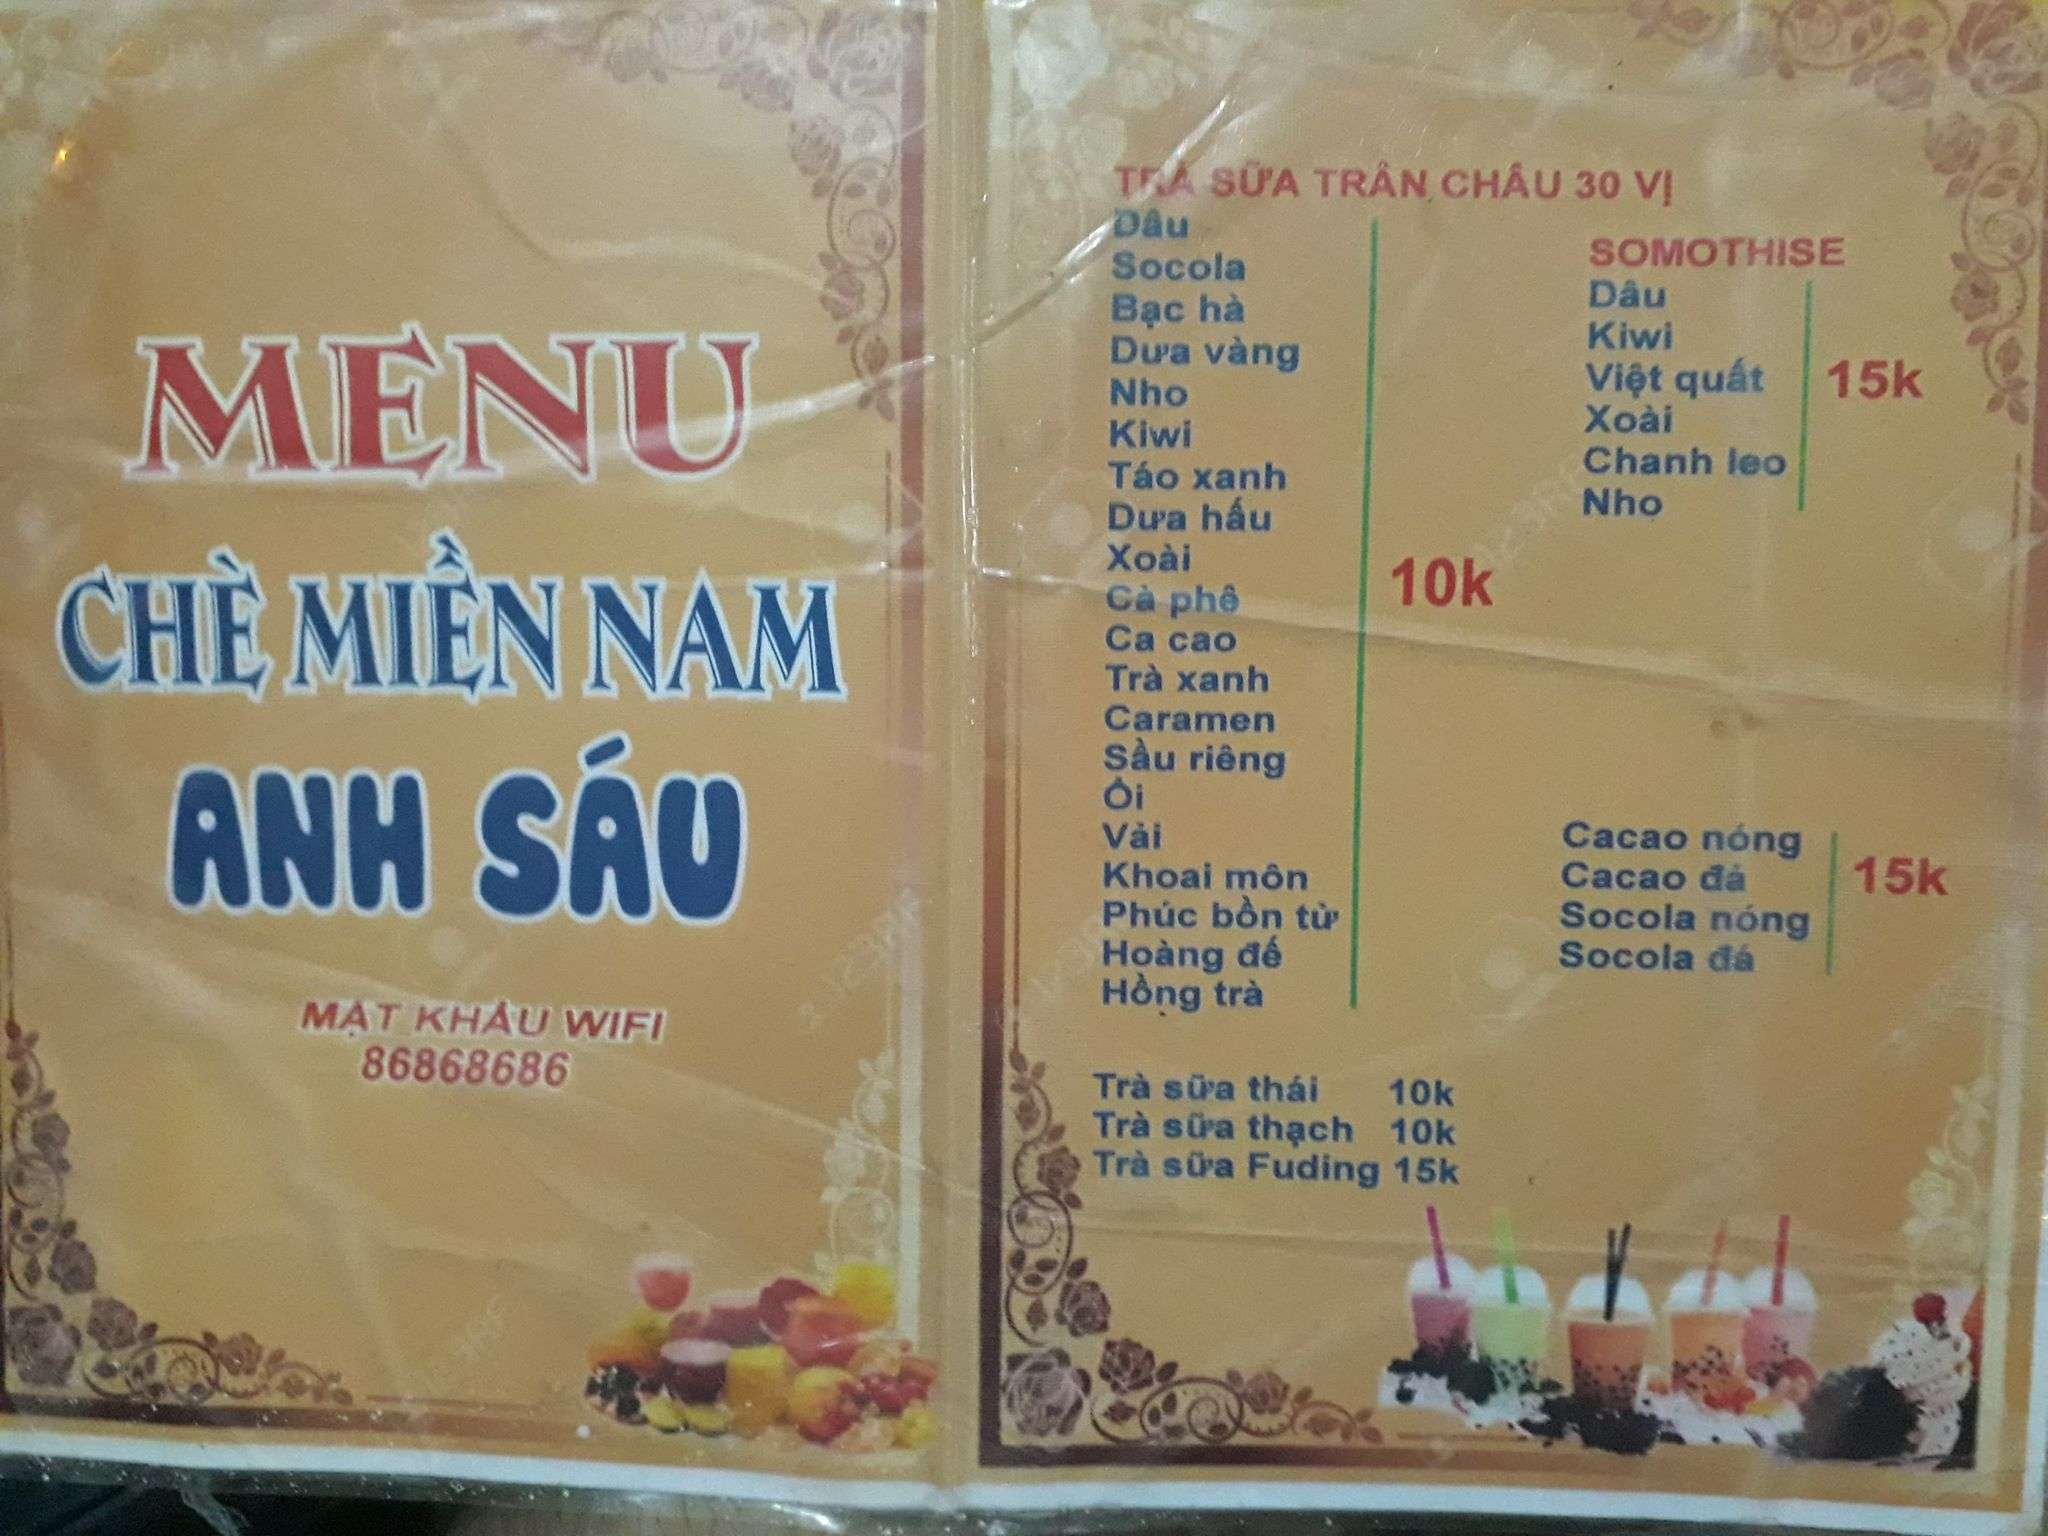 MENU
CHÈ MIỀN NAM
ANH SÁU
MẬT KHẨU WIFI
86868686
TRÀ SỮA TRÂN CHÂU 30 VỊ
Dâu
Socola
Bạc hà
Dưa vàng
Nho
Kiwi
Táo xanh
Dưa hấu
Xoài
Cà phê
Ca cao
Trà xanh
Caramen
Sầu riêng
Ổi
Vải
Khoai môn
Phúc bồn tử
Hoàng đế
Hồng trà
10k
SOMOTHISE
Dâu
Kiwi
Việt quất
Xoài
Chanh leo
Nho
15k
Cacao nóng
Cacao đá
Socola nóng
Socola đá
15k
Trà sữa thái 10k
Trà sữa thạch 10k
Trà sữa Fuding 15k